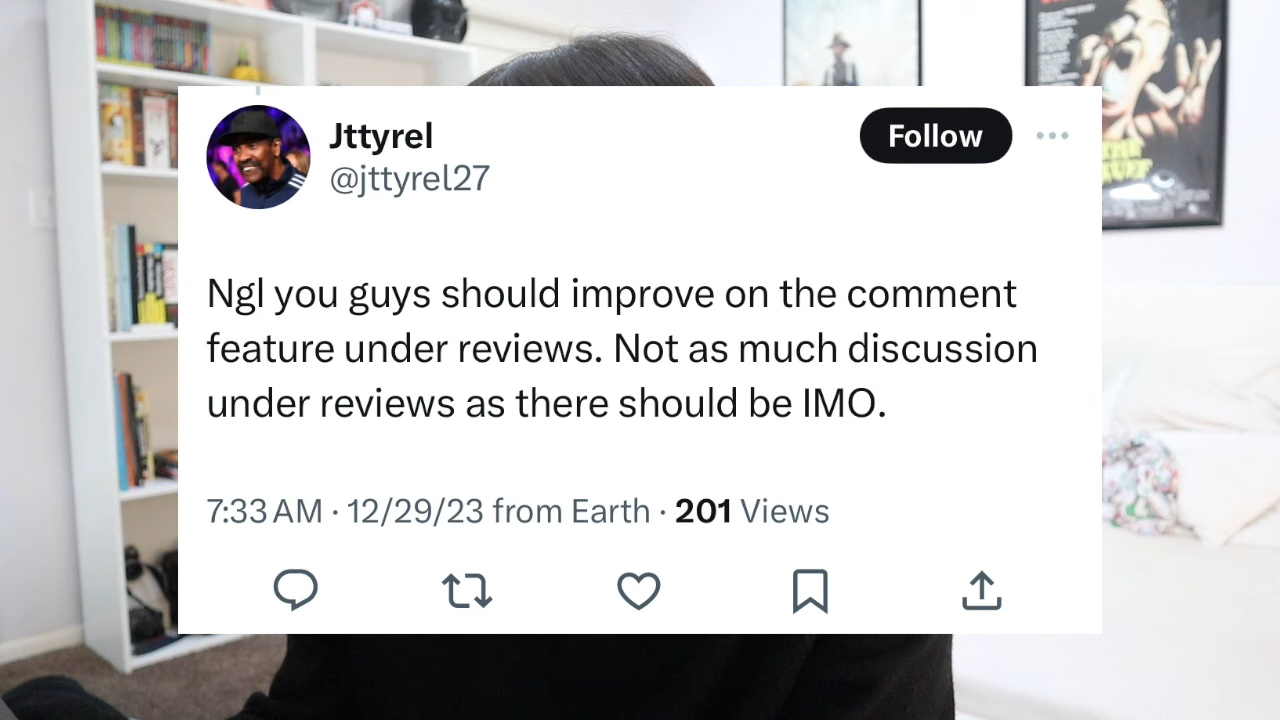 Jttyrel
Follow
@jttyrel27
Ngl you guys should improve on the comment
feature under reviews. Not as much discussion
under reviews as there should be IMO.
7:33 AM · 12/29/23 from Earth · 201 Views